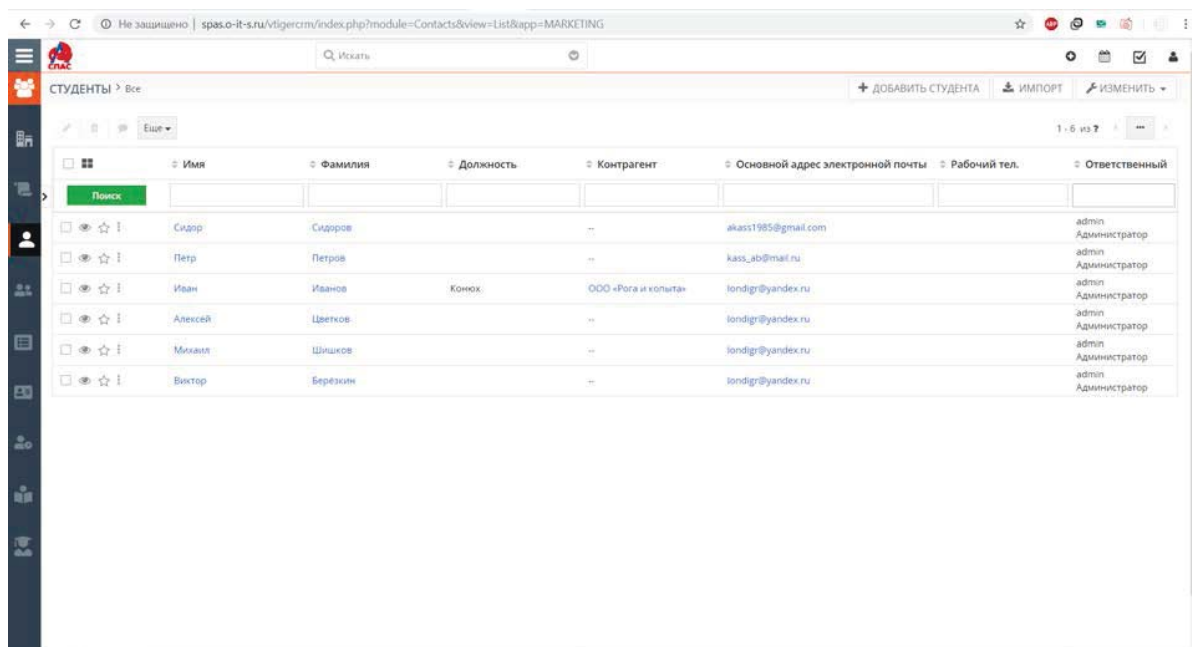 Не защищено | spas.o-it-s.ru/vtigercrm/index.php?module=Contacts&view=List&app=MARKETING
ABP
СПАС
Искать
СТУДЕНТЫ > Все
+ ДОБАВИТЬ СТУДЕНТА ИМПОРТ ИЗМЕНИТЬ
Еще
1 - 6 из ?
Имя Фамилия Должность Контрагент Основной адрес электронной почты Рабочий тел. Ответственный
Поиск
Сидор Сидоров -- akass1985@gmail.com admin Администратор
Петр Петров -- kass_ab@mail.ru admin Администратор
Иван Иванов Конюх ООО «Рога и копыта» londigr@yandex.ru admin Администратор
Алексей Цветков -- londigr@yandex.ru admin Администратор
Михаил Шишков -- londigr@yandex.ru admin Администратор
Виктор Берёзкин -- londigr@yandex.ru admin Администратор